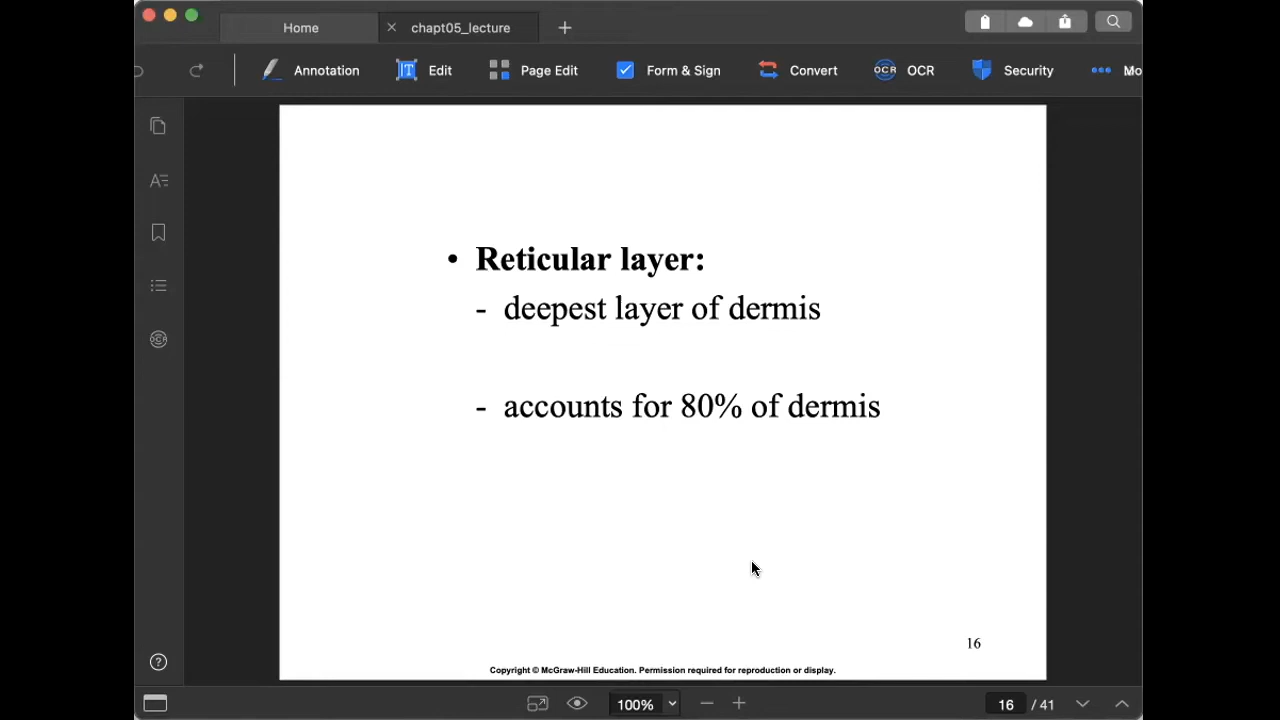 Home
chapt05_lecture
Annotation
Edit
Page Edit
Form & Sign
Convert
OCR
OCR
Security
Mo
• Reticular layer:
- deepest layer of dermis
- accounts for 80% of dermis
16
Copyright © McGraw-Hill Education. Permission required for reproduction or display.
100%
16 / 41